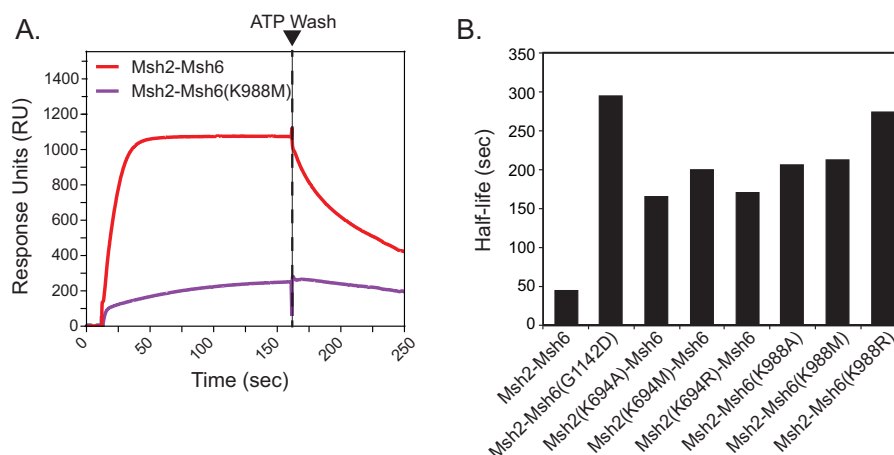 A.
ATP Wash
Msh2-Msh6
Msh2-Msh6(K988M)
Response Units (RU)
1400
1200
1000
800
600
400
200
0
0
50
100
150
200
250
Time (sec)
B.
Half-life (sec)
350
300
250
200
150
100
50
0
Msh2-Msh6
Msh2-Msh6(G1142D)
Msh2(K694A)-Msh6
Msh2(K694M)-Msh6
Msh2(K694R)-Msh6
Msh2-Msh6(K988A)
Msh2-Msh6(K988M)
Msh2-Msh6(K988R)